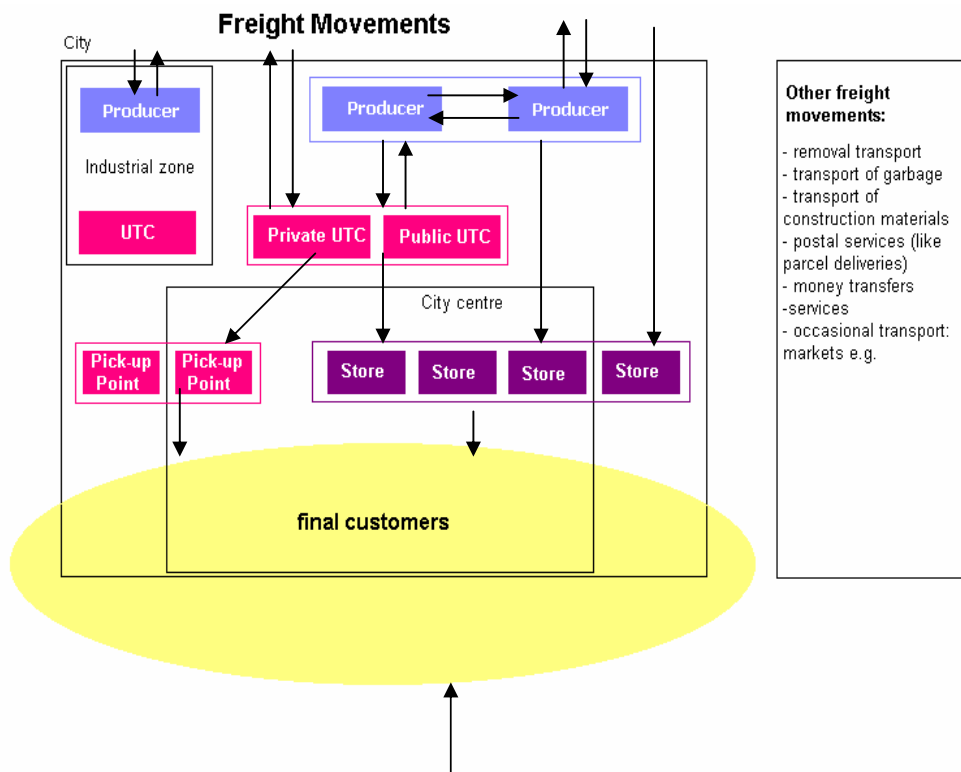 Freight Movements
City
Producer
Industrial zone
UTC
Producer
Producer
Private UTC
Public UTC
City centre
Pick-up
Point
Pick-up
Point
Store
Store
Store
Store
final customers
Other freight
movements:
- removal transport
- transport of garbage
- transport of
construction materials
- postal services (like
parcel deliveries)
- money transfers
-services
- occasional transport:
markets e.g.